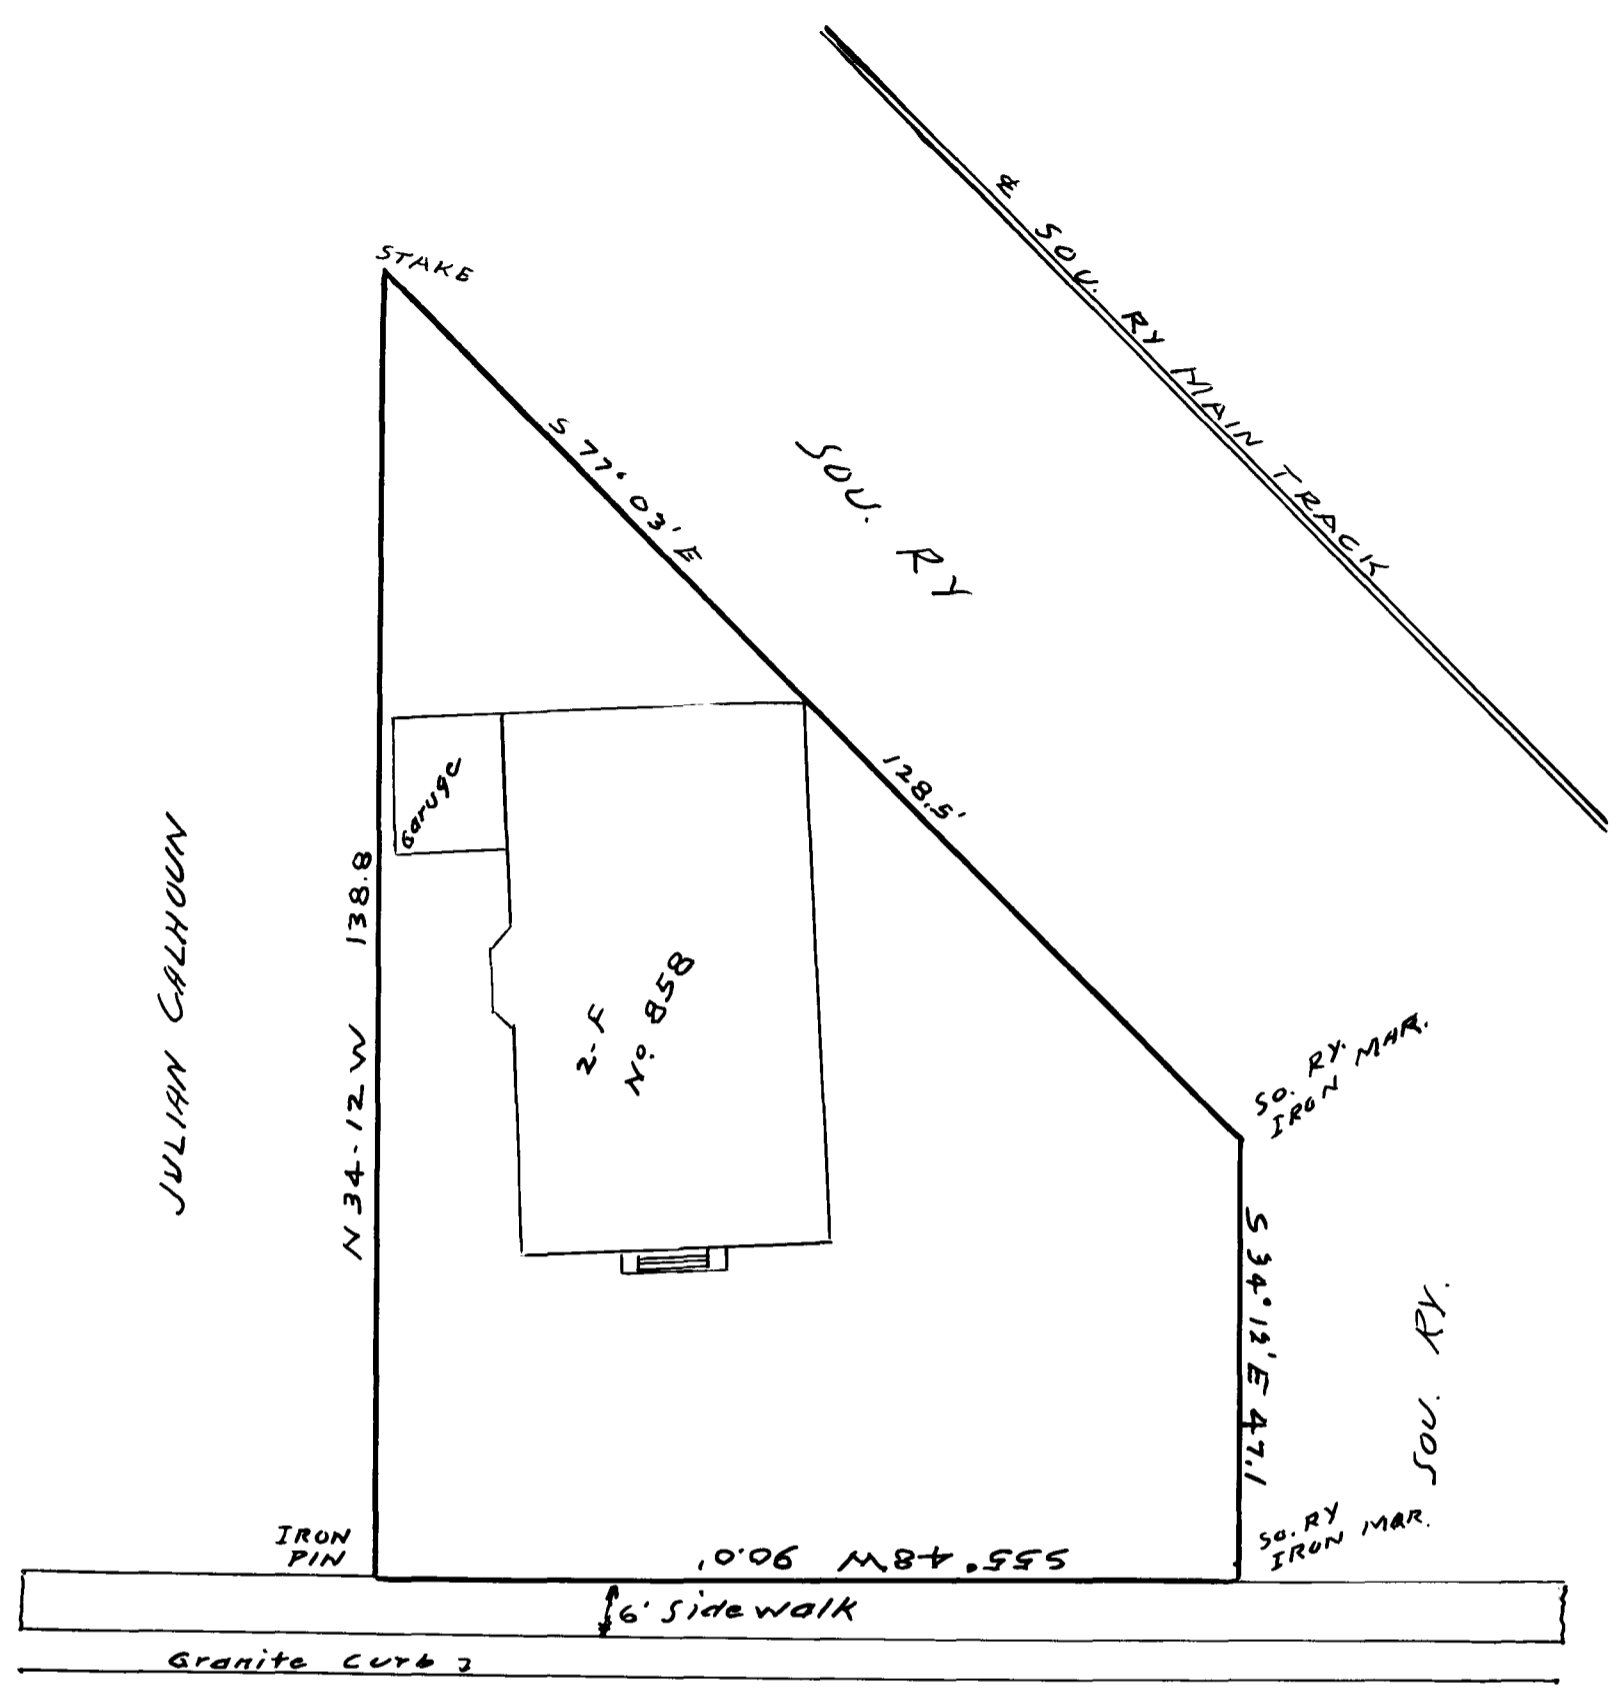 STAKE
℄ SOU. RY MAIN TRACK
S 77° 03' E
128.5'
SOU. RY
Garage
JULIAN CALHOUN
N 34-12 W 138.8
2-F
No. 858
SO. RY.
IRON MAR.
S 34° 12' E 47.1
SOU. RY.
IRON
PIN
S55° 48W 90.0'
SO. RY
IRON MAR.
6' Sidewalk
Granite Curb